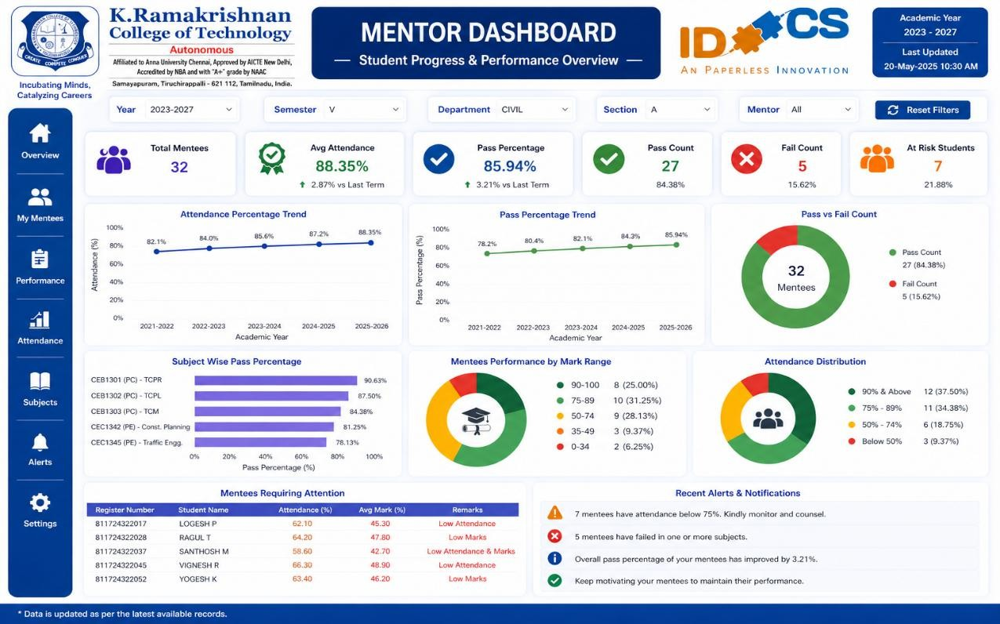 K.Ramakrishnan
College of Technology
Autonomous
Affiliated to Anna University Chennai, Approved by AICTE New Delhi,
Accredited by NBA and with "A+" grade by NAAC
Samayapuram, Tiruchirappalli - 621 112, Tamilnadu, India.
CREATE COMPETE CONQUER
Incubating Minds,
Catalyzing Careers
MENTOR DASHBOARD
Student Progress & Performance Overview
ID CS
AN PAPERLESS INNOVATION
Academic Year
2023 - 2027
Last Updated
20-May-2025 10:30 AM
Year 2023-2027 Semester V Department CIVIL Section A Mentor All Reset Filters
Overview
My Mentees
Performance
Attendance
Subjects
Alerts
Settings
Total Mentees
32
Avg Attendance
88.35%
2.87% vs Last Term
Pass Percentage
85.94%
3.21% vs Last Term
Pass Count
27
84.38%
Fail Count
5
15.62%
At Risk Students
7
21.88%
Attendance Percentage Trend
Attendance (%)
100%
80%
60%
40%
20%
0%
82.1% 84.0% 85.6% 87.2% 88.35%
2021-2022 2022-2023 2023-2024 2024-2025 2025-2026
Academic Year
Pass Percentage Trend
Pass Percentage (%)
100%
80%
60%
40%
20%
0%
78.2% 80.4% 82.1% 84.3% 85.94%
2021-2022 2022-2023 2023-2024 2024-2025 2025-2026
Academic Year
Pass vs Fail Count
32
Mentees
Pass Count
27 (84.38%)
Fail Count
5 (15.62%)
Subject Wise Pass Percentage
CEB1301 (PC) - TCPR 90.63%
CEB1302 (PC) - TCPL 87.50%
CEB1303 (PC) - TCM 84.38%
CEC1342 (PE) - Const. Planning 81.25%
CEC1345 (PE) - Traffic Engg. 78.13%
0% 20% 40% 60% 80% 100%
Pass Percentage (%)
Mentees Performance by Mark Range
90-100 8 (25.00%)
75-89 10 (31.25%)
50-74 9 (28.13%)
35-49 3 (9.37%)
0-34 2 (6.25%)
Attendance Distribution
90% & Above 12 (37.50%)
75% - 89% 11 (34.38%)
50% - 74% 6 (18.75%)
Below 50% 3 (9.37%)
Mentees Requiring Attention
Register Number Student Name Attendance (%) Avg Mark (%) Remarks
811724322017 LOGESH P 62.10 45.30 Low Attendance
811724322028 RAGUL T 64.20 47.80 Low Marks
811724322037 SANTHOSH M 58.60 42.70 Low Attendance & Marks
811724322045 VIGNESH R 66.30 48.90 Low Attendance
811724322052 YOGESH K 63.40 46.20 Low Marks
Recent Alerts & Notifications
7 mentees have attendance below 75%. Kindly monitor and counsel.
5 mentees have failed in one or more subjects.
Overall pass percentage of your mentees has improved by 3.21%.
Keep motivating your mentees to maintain their performance.
* Data is updated as per the latest available records.